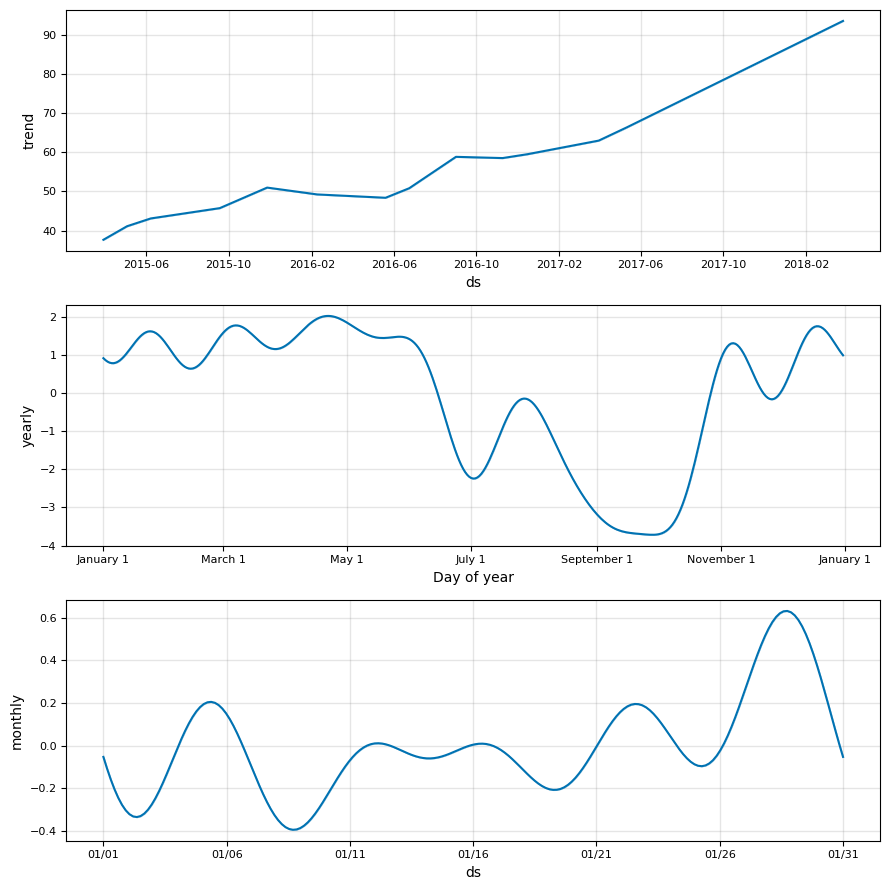 90
80
70
60
50
40
trend
2015-06 2015-10 2016-02 2016-06 2016-10 2017-02 2017-06 2017-10 2018-02
ds
2
1
0
−1
−2
−3
−4
yearly
January 1 March 1 May 1 July 1 September 1 November 1 January 1
Day of year
0.6
0.4
0.2
0.0
−0.2
−0.4
monthly
01/01 01/06 01/11 01/16 01/21 01/26 01/31
ds